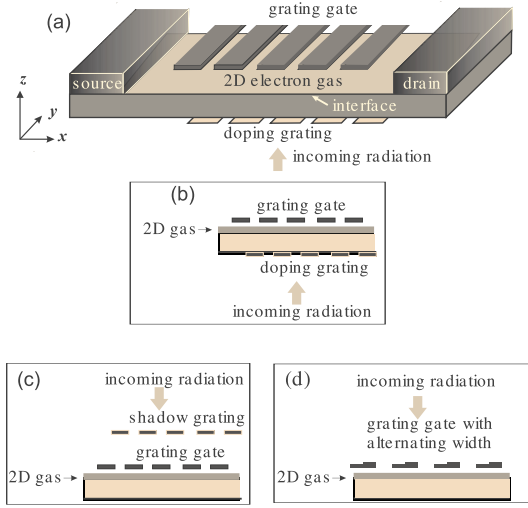 (a)
grating gate
source
2D electron gas
drain
interface
z
y
x
doping grating
incoming radiation
(b)
grating gate
2D gas
doping grating
incoming radiation
(c)
incoming radiation
shadow grating
grating gate
2D gas
(d)
incoming radiation
grating gate with
alternating width
2D gas